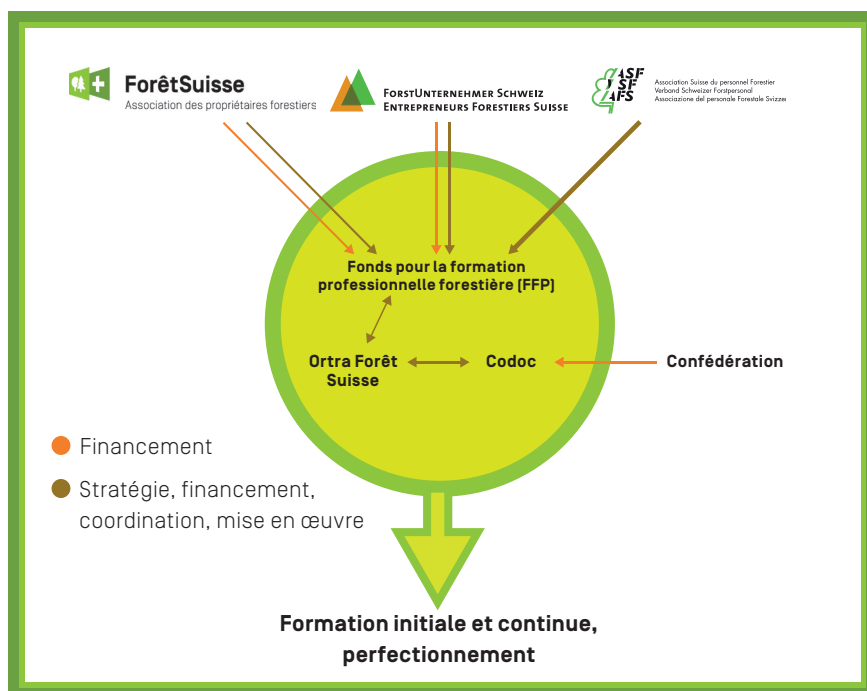 ForêtSuisse
Association des propriétaires forestiers
ForstUnternehmer Schweiz
Entrepreneurs Forestiers Suisse
ASF
VSF
AFS
Association Suisse du personnel Forestier
Verband Schweizer Forstpersonal
Associazione del personale Forestale Svizzera
Fonds pour la formation
professionnelle forestière (FFP)
Ortra Forêt
Suisse
Codoc
Confédération
Financement
Stratégie, financement,
coordination, mise en œuvre
Formation initiale et continue,
perfectionnement